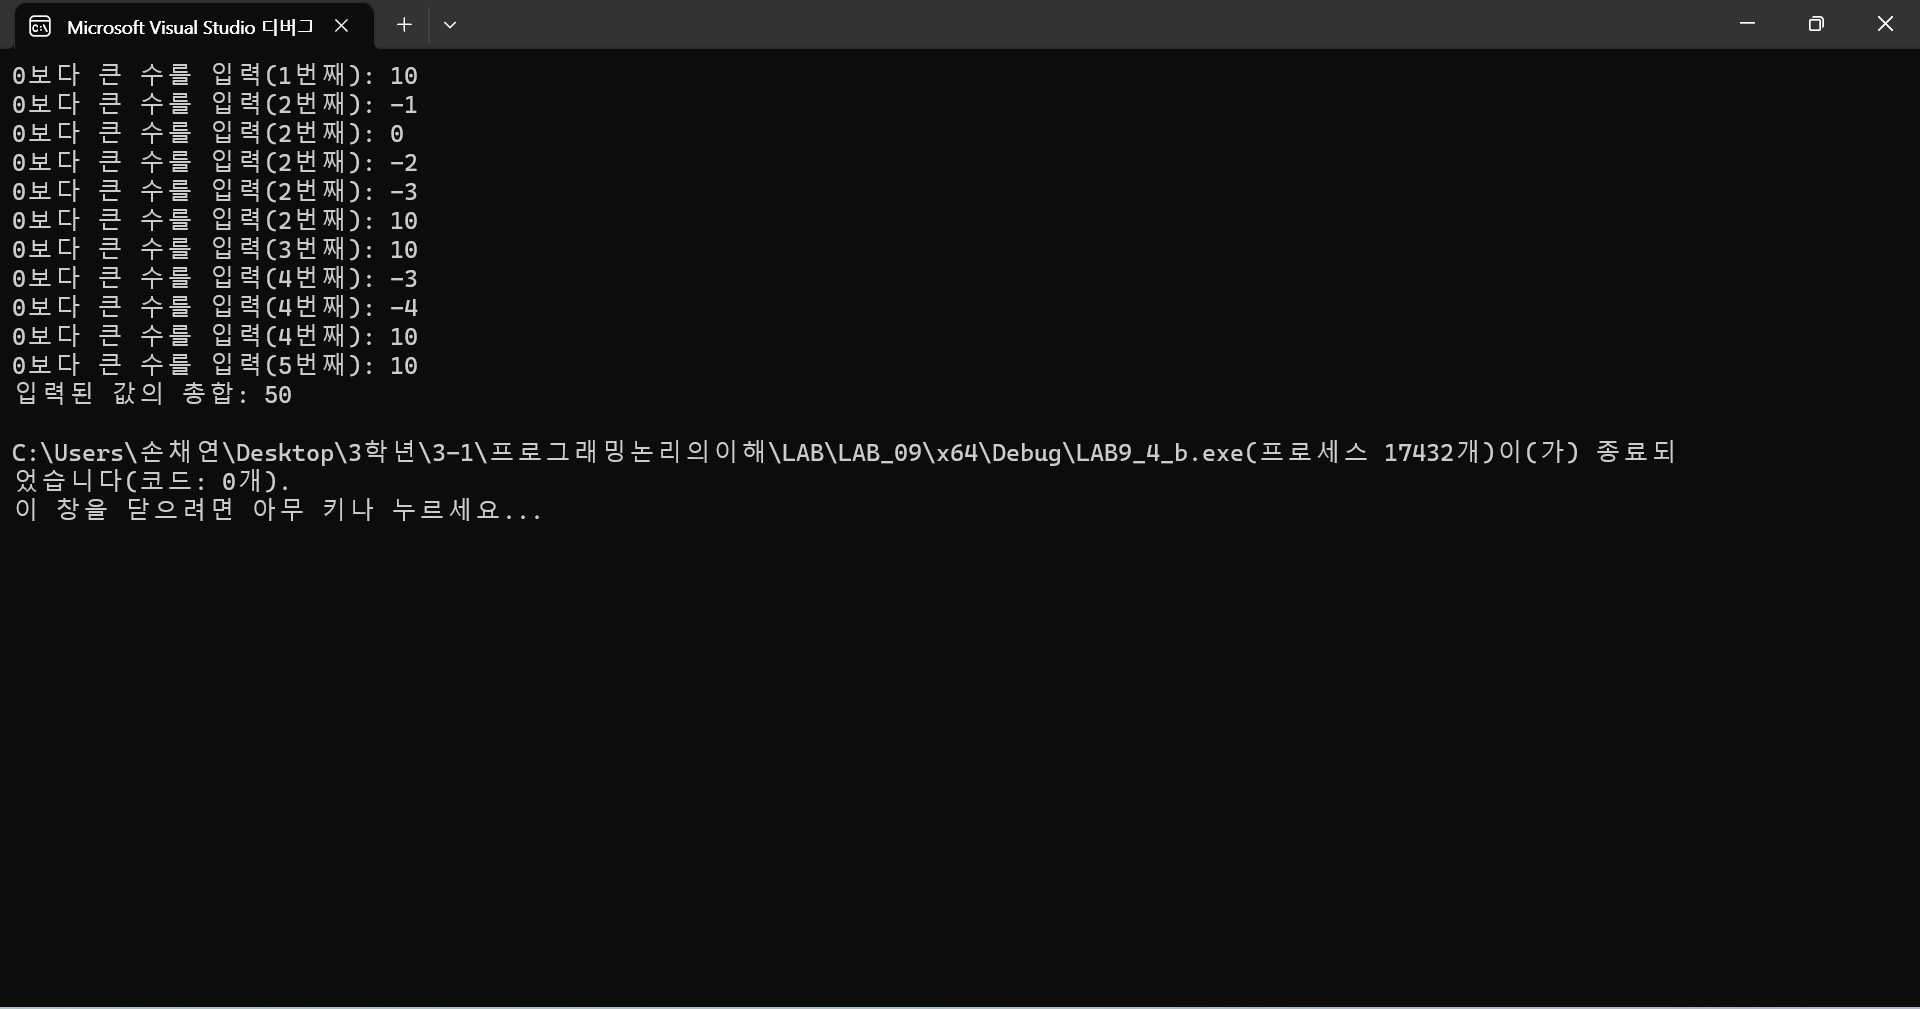 Microsoft Visual Studio 디버그
0보다 큰 수를 입력(1번째): 10
0보다 큰 수를 입력(2번째): -1
0보다 큰 수를 입력(2번째): 0
0보다 큰 수를 입력(2번째): -2
0보다 큰 수를 입력(2번째): -3
0보다 큰 수를 입력(2번째): 10
0보다 큰 수를 입력(3번째): 10
0보다 큰 수를 입력(4번째): -3
0보다 큰 수를 입력(4번째): -4
0보다 큰 수를 입력(4번째): 10
0보다 큰 수를 입력(5번째): 10
입력된 값의 총합: 50
C:\Users\손채연\Desktop\3학년\3-1\프로그래밍논리의이해\LAB\LAB_09\x64\Debug\LAB9_4_b.exe(프로세스 17432개)이(가) 종료되
었습니다(코드: 0개).
이 창을 닫으려면 아무 키나 누르세요...